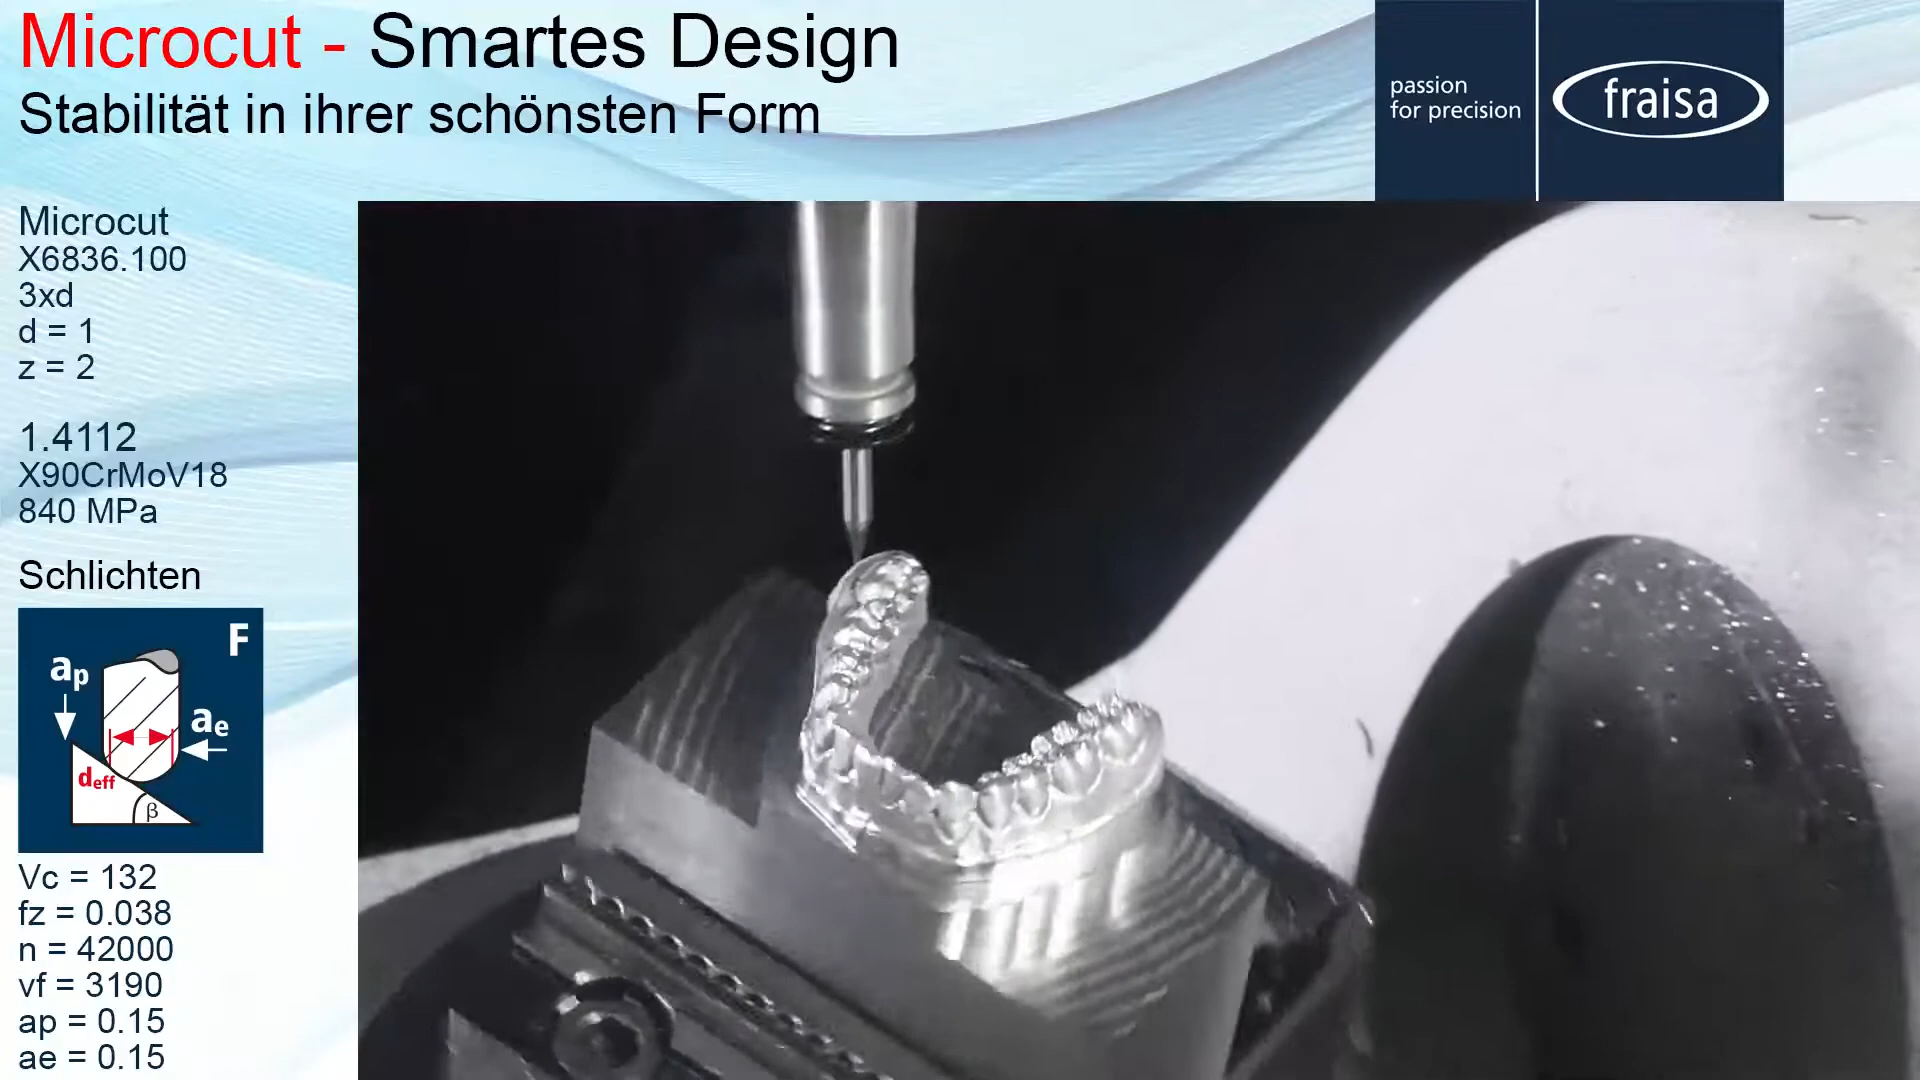 Microcut - Smartes Design
Stabilität in ihrer schönsten Form
passion
for precision
fraisa
Microcut
X6836.100
3xd
d = 1
z = 2
1.4112
X90CrMoV18
840 MPa
Schlichten
F
ap
ae
deff
β
Vc = 132
fz = 0.038
n = 42000
vf = 3190
ap = 0.15
ae = 0.15